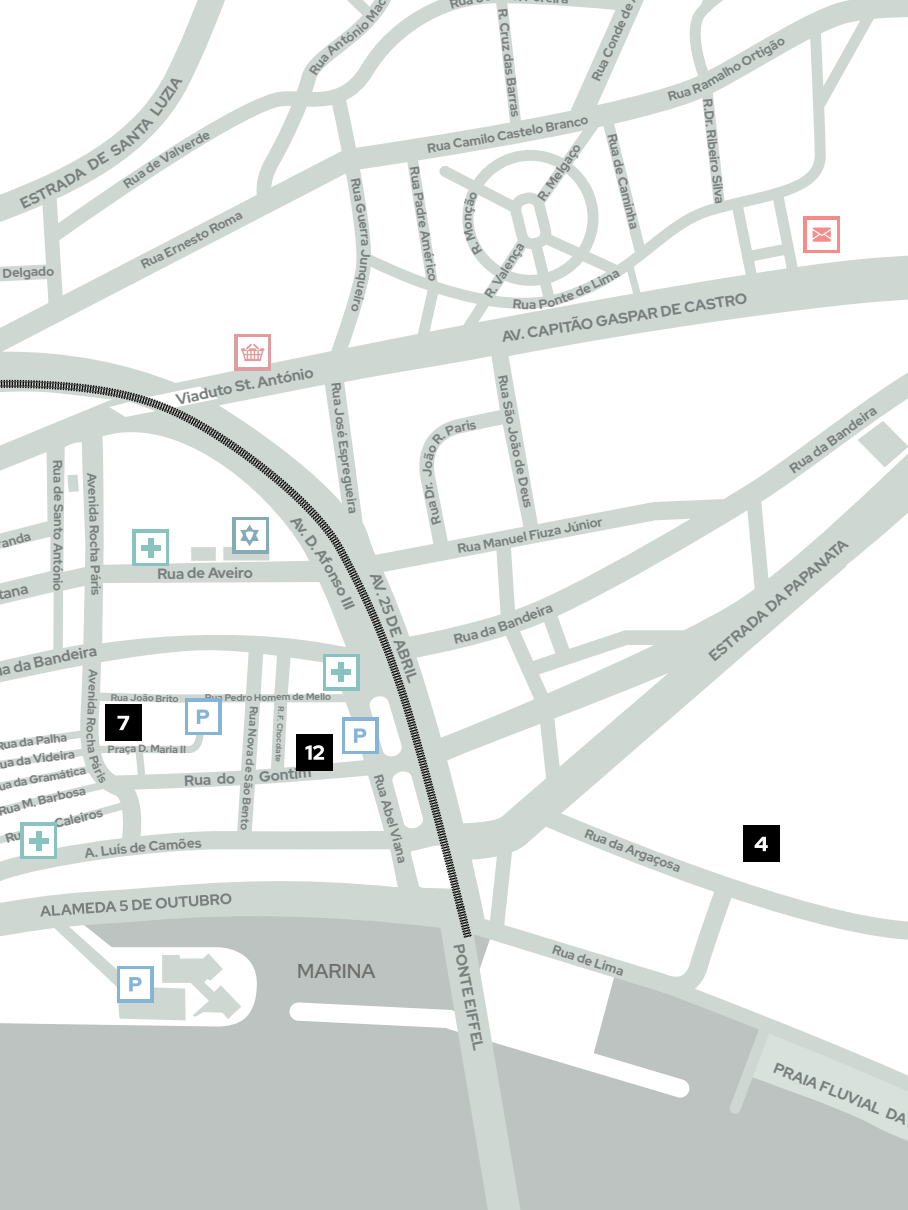 Rua António Mac
R. Cruz das Barras
Rua Conde de
Rua Ramalho Ortigão
ESTRADA DE SANTA LUZIA
Rua de Valverde
Rua Camilo Castelo Branco
R.Dr. Ribeiro Silva
R. Melgaço
Rua de Caminha
Rua Guerra Junqueiro
Rua Padre Américo
R. Monção
Rua Ernesto Roma
R. Valença
Delgado
Rua Ponte de Lima
AV. CAPITÃO GASPAR DE CASTRO
Viaduto St. António
Rua José Espregueira
Rua São João de Deus
Rua Dr. João R. Paris
Rua da Bandeira
Rua de Santo António
Avenida Rocha Páris
Av. D. Afonso III
Rua Manuel Fiuza Júnior
anda
Rua de Aveiro
tana
AV. 25 DE ABRIL
ESTRADA DA PAPANATA
Rua da Bandeira
ua da Bandeira
Avenida Rocha Páris
Rua João Brito
Rua Pedro Homem de Mello
7
P
P
12
Rua Nova de São Bento
R. F. Chocolate
Rua da Palha
Praça D. Maria II
ua da Videira
ua da Gramática
Rua do Gontim
Rua M. Barbosa
Rua Abel Viana
Ru
Caleiros
A. Luís de Camões
Rua da Argaçosa
4
ALAMEDA 5 DE OUTUBRO
Rua de Lima
PONTE EIFFEL
MARINA
P
PRAIA FLUVIAL DA